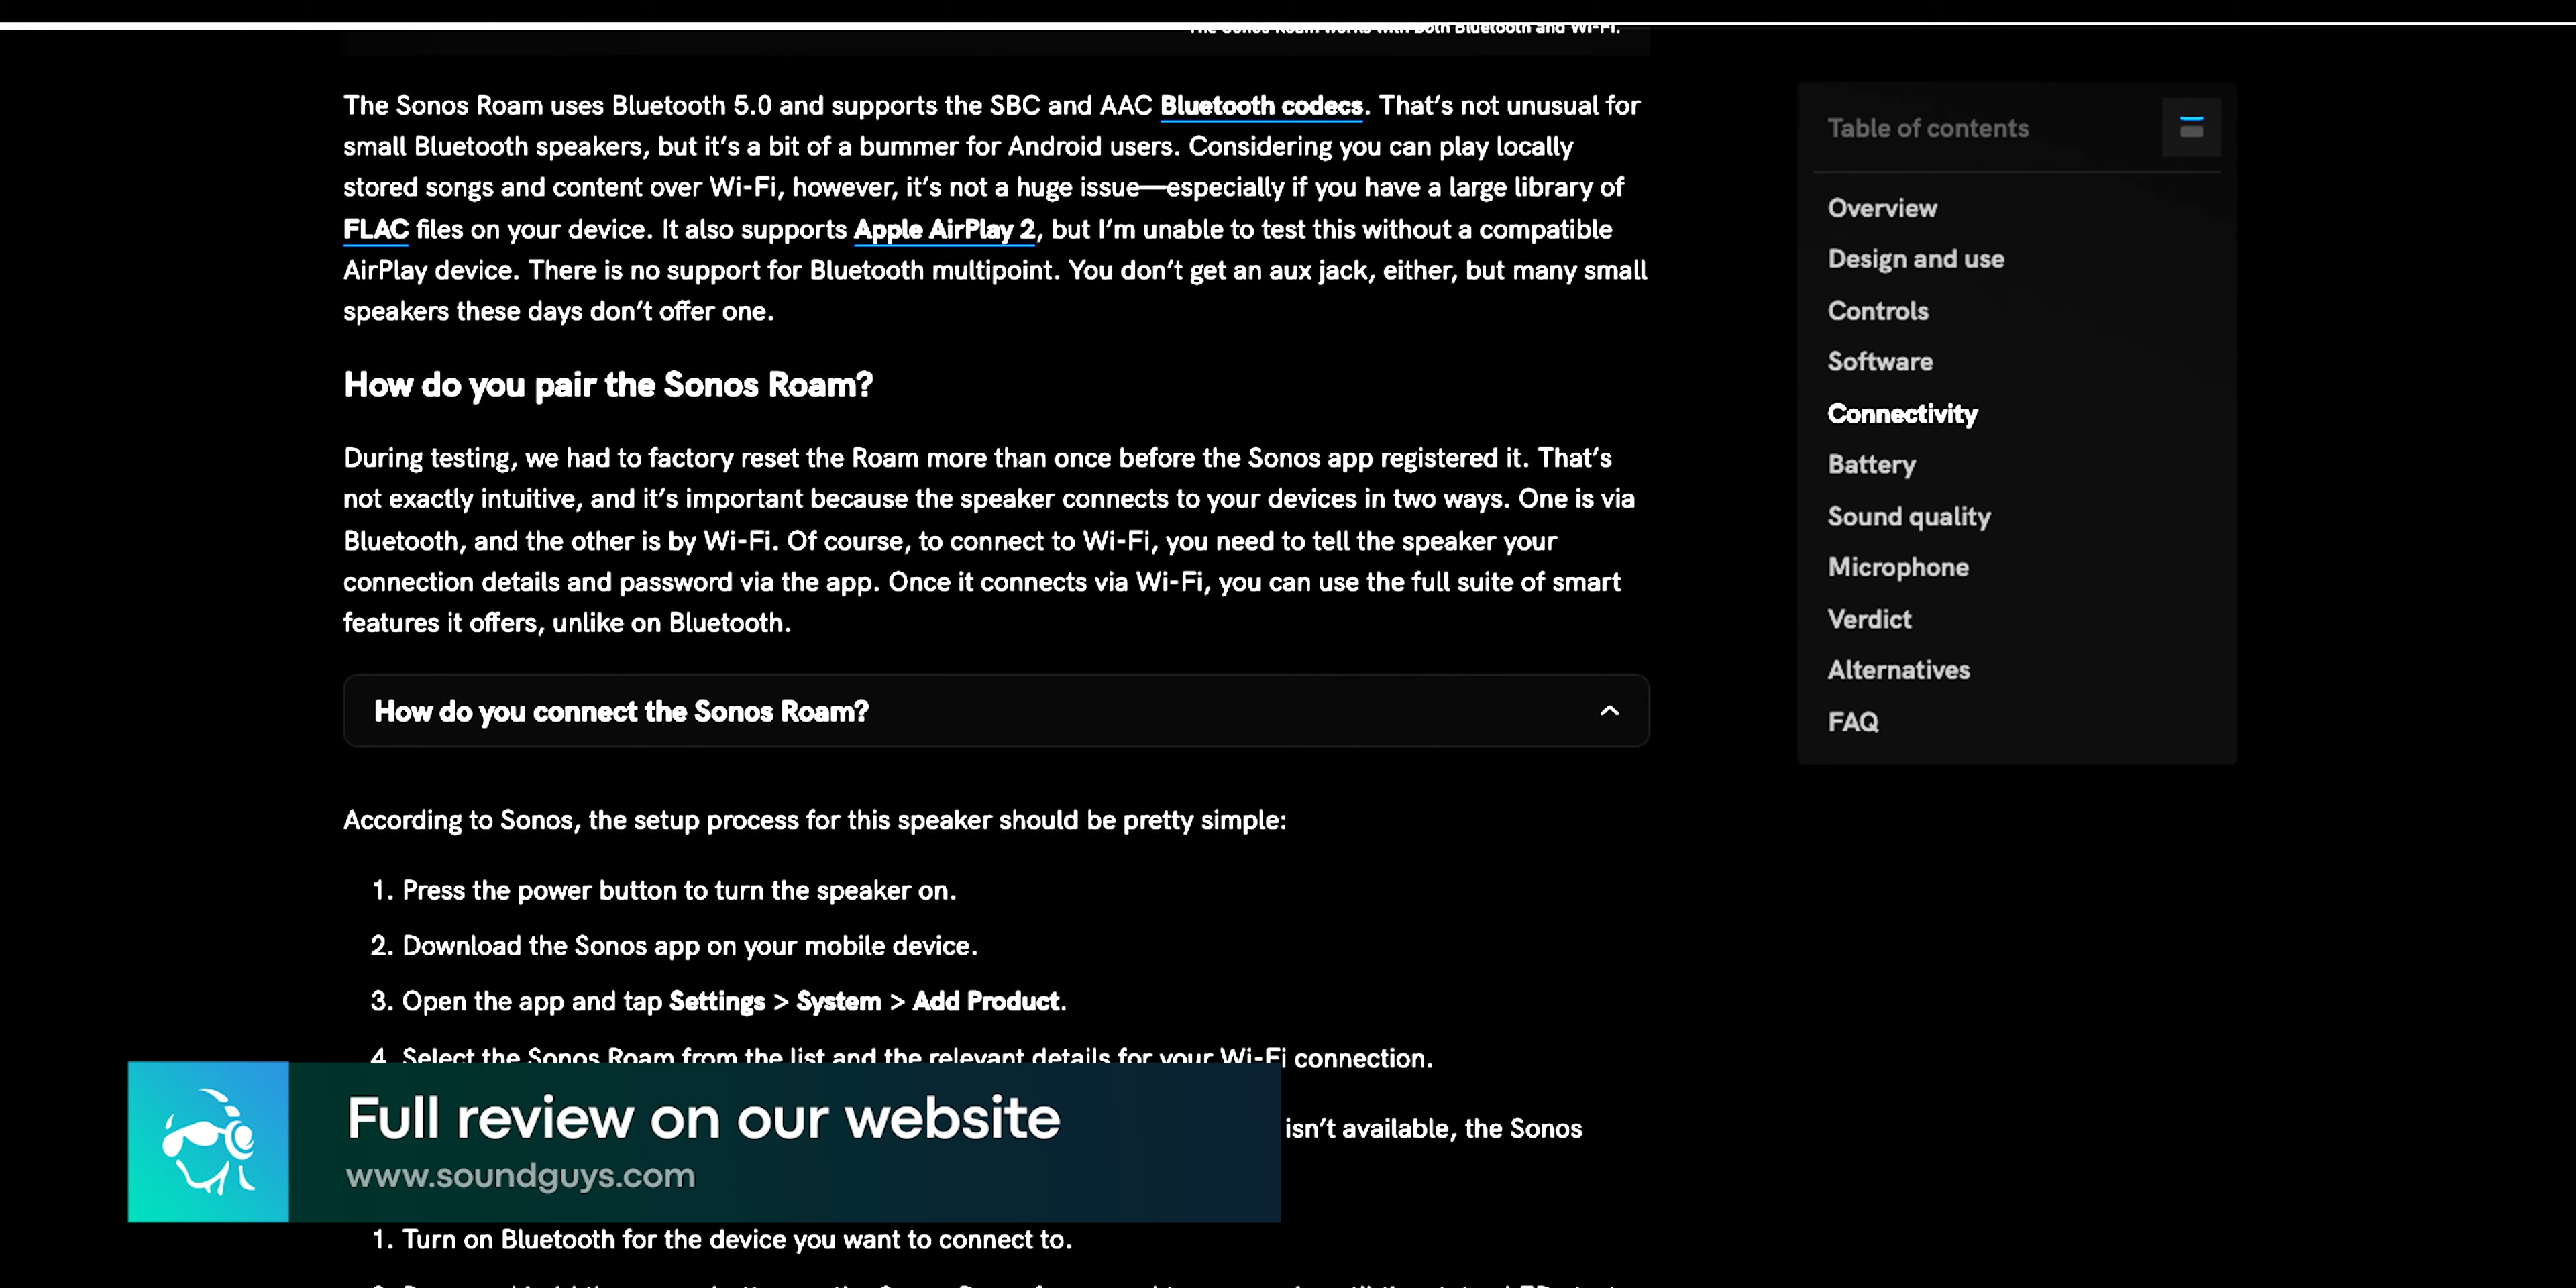 The Sonos Roam works with both Bluetooth and Wi-Fi.
The Sonos Roam uses Bluetooth 5.0 and supports the SBC and AAC Bluetooth codecs. That's not unusual for
small Bluetooth speakers, but it's a bit of a bummer for Android users. Considering you can play locally
stored songs and content over Wi-Fi, however, it's not a huge issue—especially if you have a large library of
FLAC files on your device. It also supports Apple AirPlay 2, but I'm unable to test this without a compatible
AirPlay device. There is no support for Bluetooth multipoint. You don't get an aux jack, either, but many small
speakers these days don't offer one.
How do you pair the Sonos Roam?
During testing, we had to factory reset the Roam more than once before the Sonos app registered it. That's
not exactly intuitive, and it's important because the speaker connects to your devices in two ways. One is via
Bluetooth, and the other is by Wi-Fi. Of course, to connect to Wi-Fi, you need to tell the speaker your
connection details and password via the app. Once it connects via Wi-Fi, you can use the full suite of smart
features it offers, unlike on Bluetooth.
How do you connect the Sonos Roam?
According to Sonos, the setup process for this speaker should be pretty simple:
1. Press the power button to turn the speaker on.
2. Download the Sonos app on your mobile device.
3. Open the app and tap Settings > System > Add Product.
4. Select the Sonos Roam from the list and the relevant details for your Wi-Fi connection.
isn't available, the Sonos
1. Turn on Bluetooth for the device you want to connect to.
Table of contents
Overview
Design and use
Controls
Software
Connectivity
Battery
Sound quality
Microphone
Verdict
Alternatives
FAQ
Full review on our website
www.soundguys.com